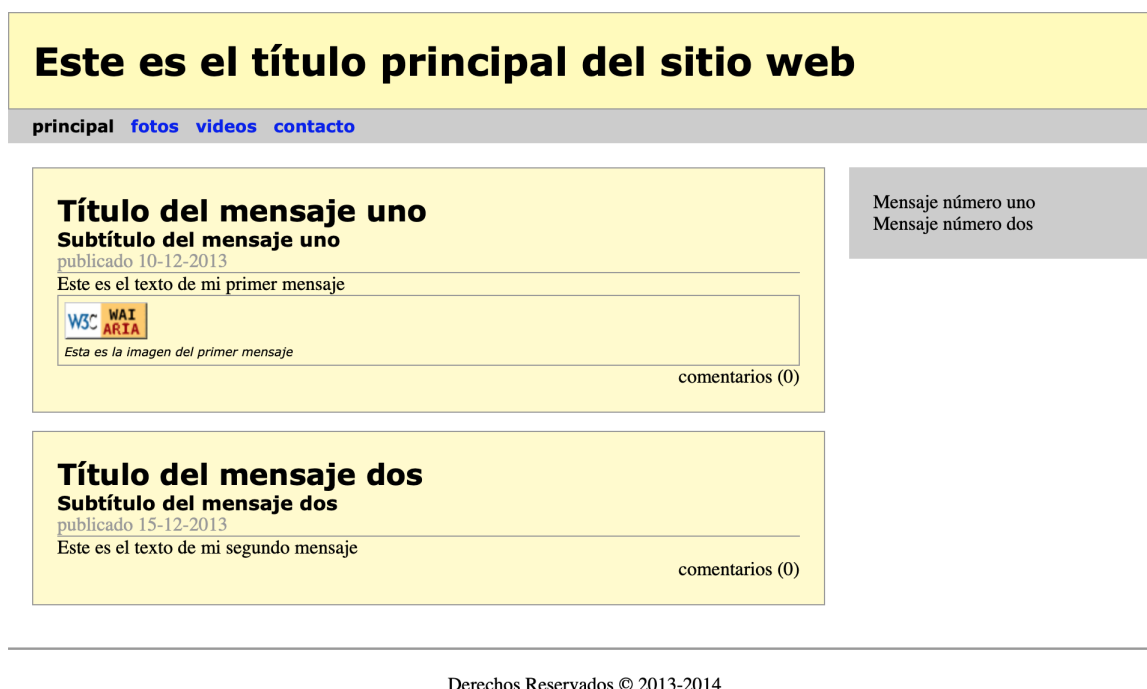 Este es el título principal del sitio web
principal fotos videos contacto
Título del mensaje uno
Subtítulo del mensaje uno
publicado 10-12-2013
Este es el texto de mi primer mensaje
W3C WAI ARIA
Esta es la imagen del primer mensaje
comentarios (0)
Título del mensaje dos
Subtítulo del mensaje dos
publicado 15-12-2013
Este es el texto de mi segundo mensaje
comentarios (0)
Mensaje número uno
Mensaje número dos
Derechos Reservados © 2013-2014